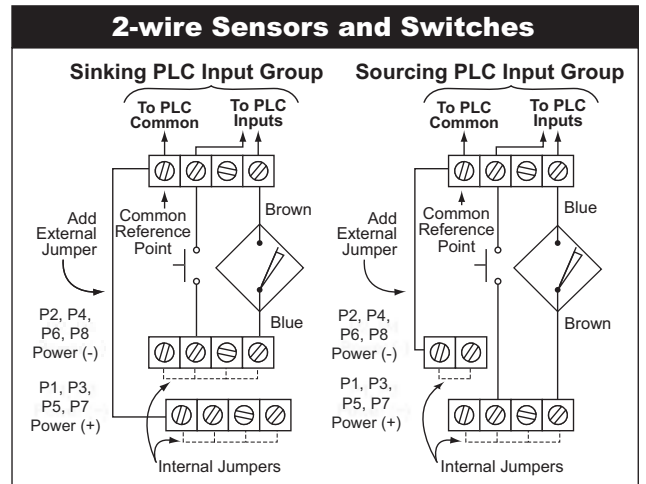 2-wire Sensors and Switches
Sinking PLC Input Group
To PLC
Common
To PLC
Inputs
Add
External
Jumper
Common
Reference
Point
Brown
Blue
P2, P4,
P6, P8
Power (-)
P1, P3,
P5, P7
Power (+)
Internal Jumpers
Sourcing PLC Input Group
To PLC
Common
To PLC
Inputs
Add
External
Jumper
Common
Reference
Point
Blue
Brown
P2, P4,
P6, P8
Power (-)
P1, P3,
P5, P7
Power (+)
Internal Jumpers